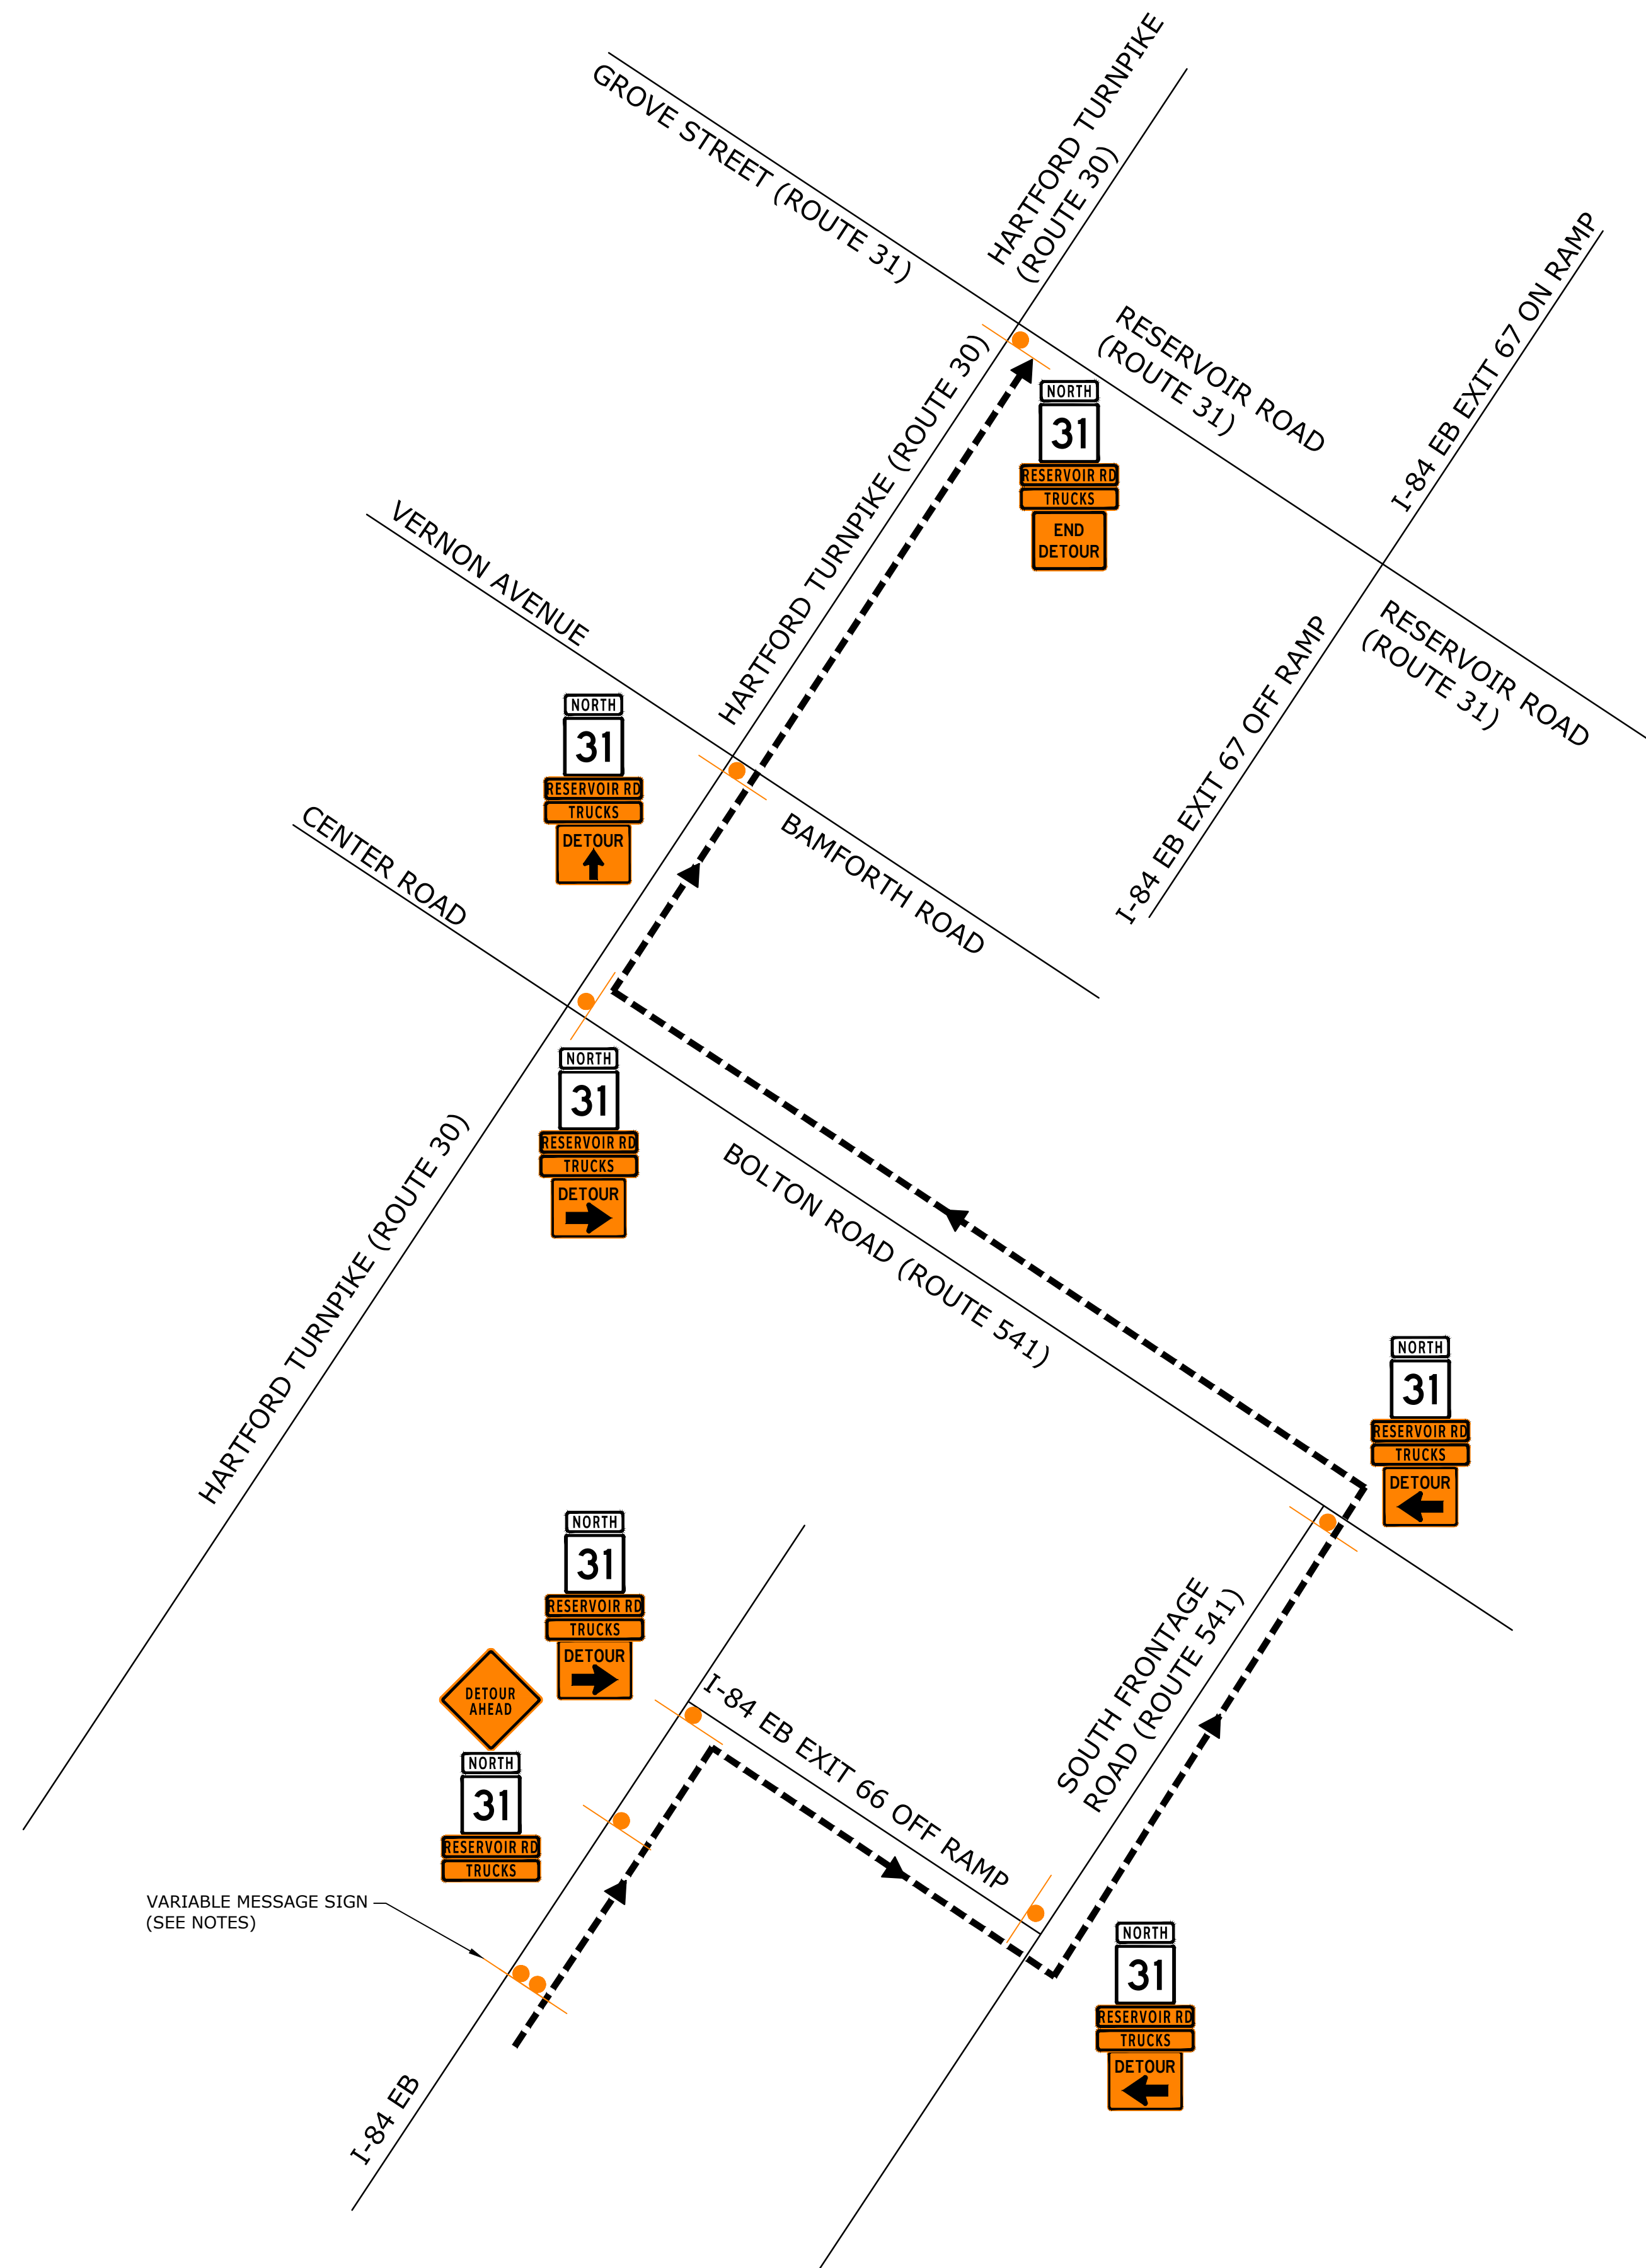 HARTFORD TURNPIKE
(ROUTE 30)
GROVE STREET (ROUTE 31)
RESERVOIR ROAD
(ROUTE 31)
I-84 EB EXIT 67 ON RAMP
HARTFORD TURNPIKE (ROUTE 30)
NORTH
31
RESERVOIR RD
TRUCKS
END
DETOUR
VERNON AVENUE
RESERVOIR ROAD
(ROUTE 31)
I-84 EB EXIT 67 OFF RAMP
NORTH
31
RESERVOIR RD
TRUCKS
DETOUR
CENTER ROAD
BAMFORTH ROAD
NORTH
31
RESERVOIR RD
TRUCKS
DETOUR
HARTFORD TURNPIKE (ROUTE 30)
BOLTON ROAD (ROUTE 541)
NORTH
31
RESERVOIR RD
TRUCKS
DETOUR
NORTH
31
RESERVOIR RD
TRUCKS
DETOUR
SOUTH FRONTAGE
ROAD (ROUTE 541)
DETOUR
AHEAD
NORTH
31
RESERVOIR RD
TRUCKS
I-84 EB EXIT 66 OFF RAMP
VARIABLE MESSAGE SIGN
(SEE NOTES)
NORTH
31
RESERVOIR RD
TRUCKS
DETOUR
I-84 EB